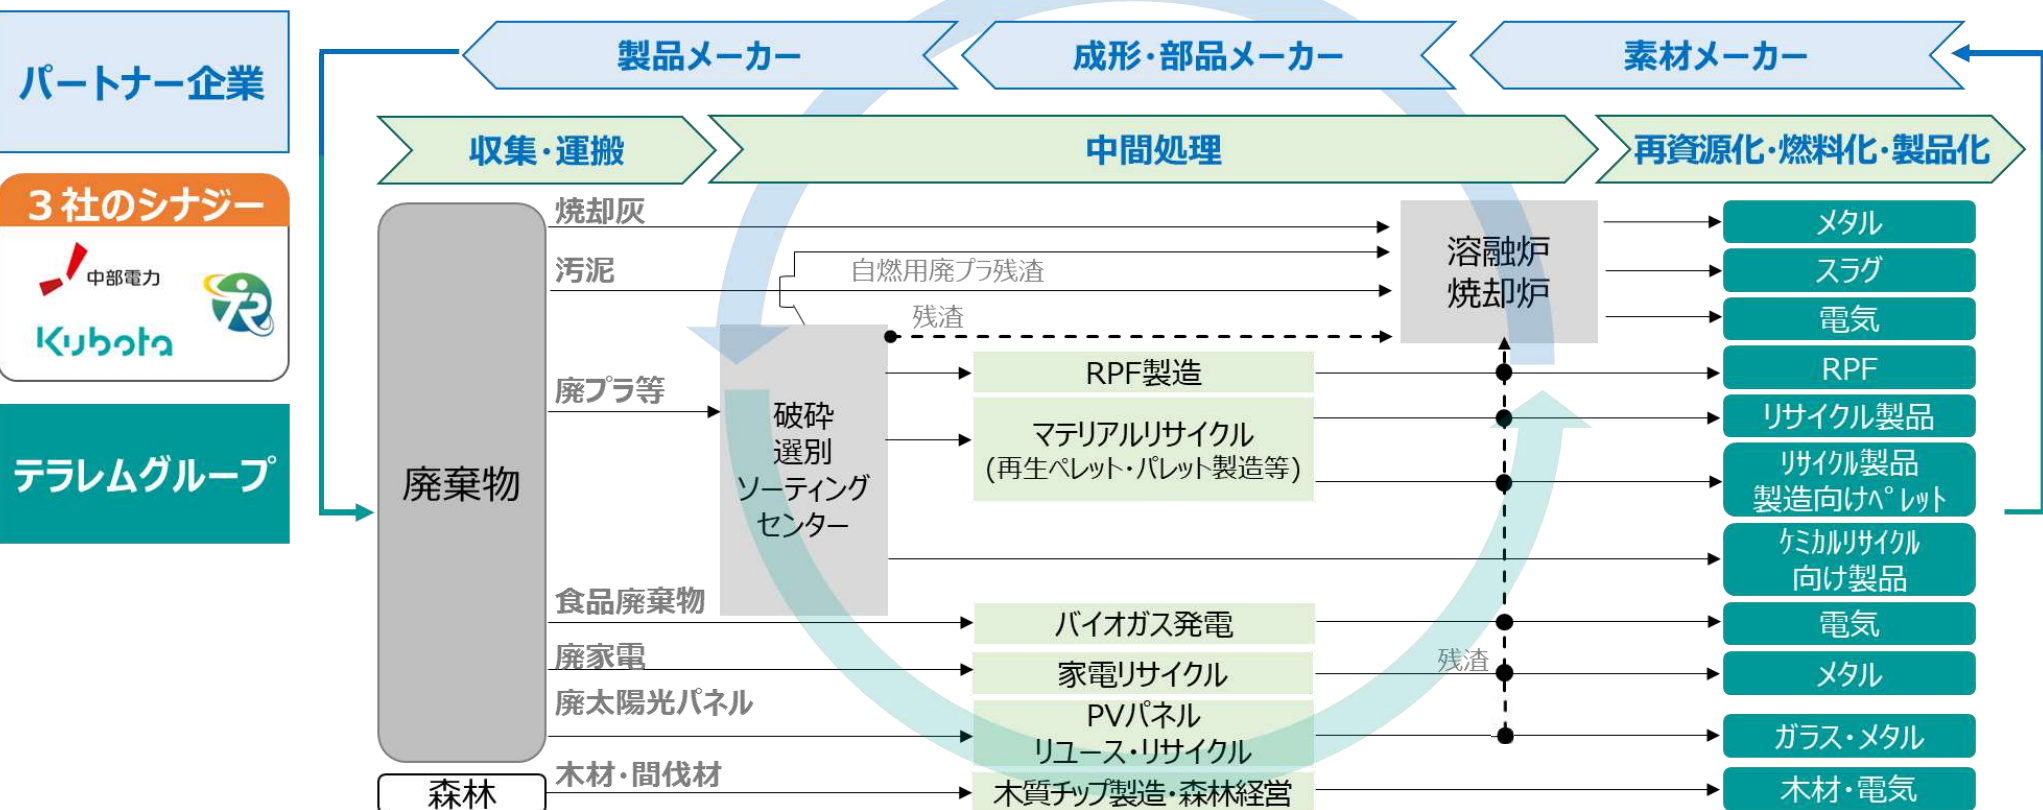 パートナー企業
製品メーカー
成形・部品メーカー
素材メーカー
収集・運搬
中間処理
再資源化・燃料化・製品化
３社のシナジー
中部電力
Kubota
テラレムグループ
廃棄物
森林
焼却灰
汚泥
廃プラ等
食品廃棄物
廃家電
廃太陽光パネル
木材・間伐材
自燃用廃プラ残渣
残渣
破砕
選別
ソーティング
センター
溶融炉
焼却炉
RPF製造
マテリアルリサイクル
(再生ペレット・パレット製造等)
バイオガス発電
家電リサイクル
PVパネル
リユース・リサイクル
木質チップ製造・森林経営
残渣
メタル
スラグ
電気
RPF
リサイクル製品
ﾘｻｲｸﾙ製品
製造向けﾍﾟﾚｯﾄ
ｹﾐｶﾙﾘｻｲｸﾙ
向け製品
電気
メタル
ガラス・メタル
木材・電気